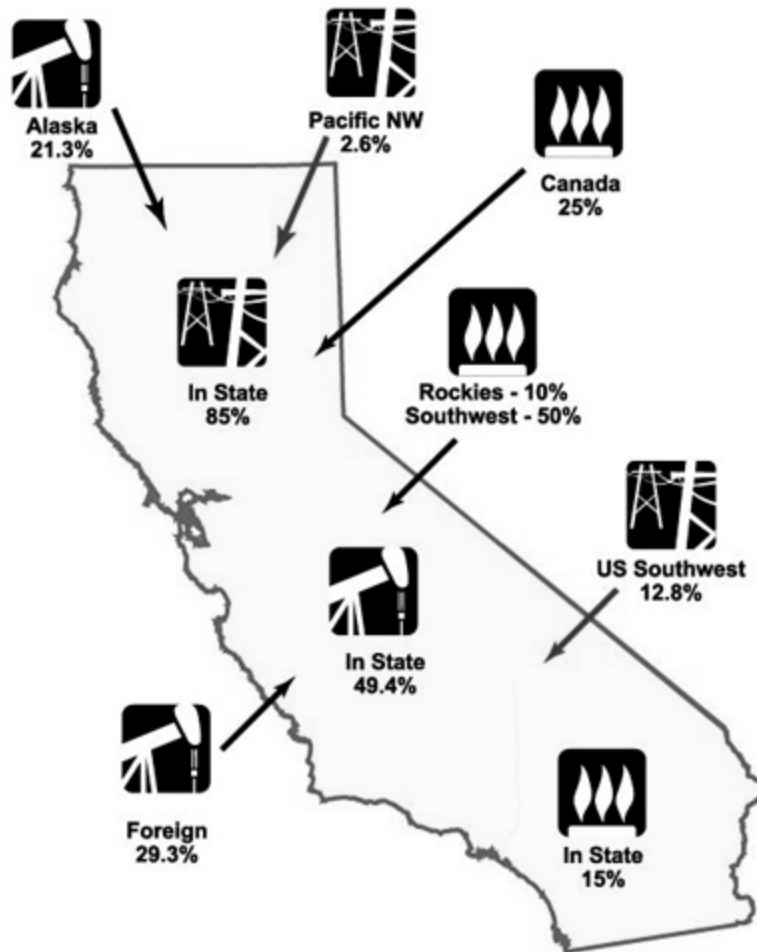 Alaska
21.3%
Pacific NW
2.6%
Canada
25%
In State
85%
Rockies - 10%
Southwest - 50%
US Southwest
12.8%
In State
49.4%
Foreign
29.3%
In State
15%